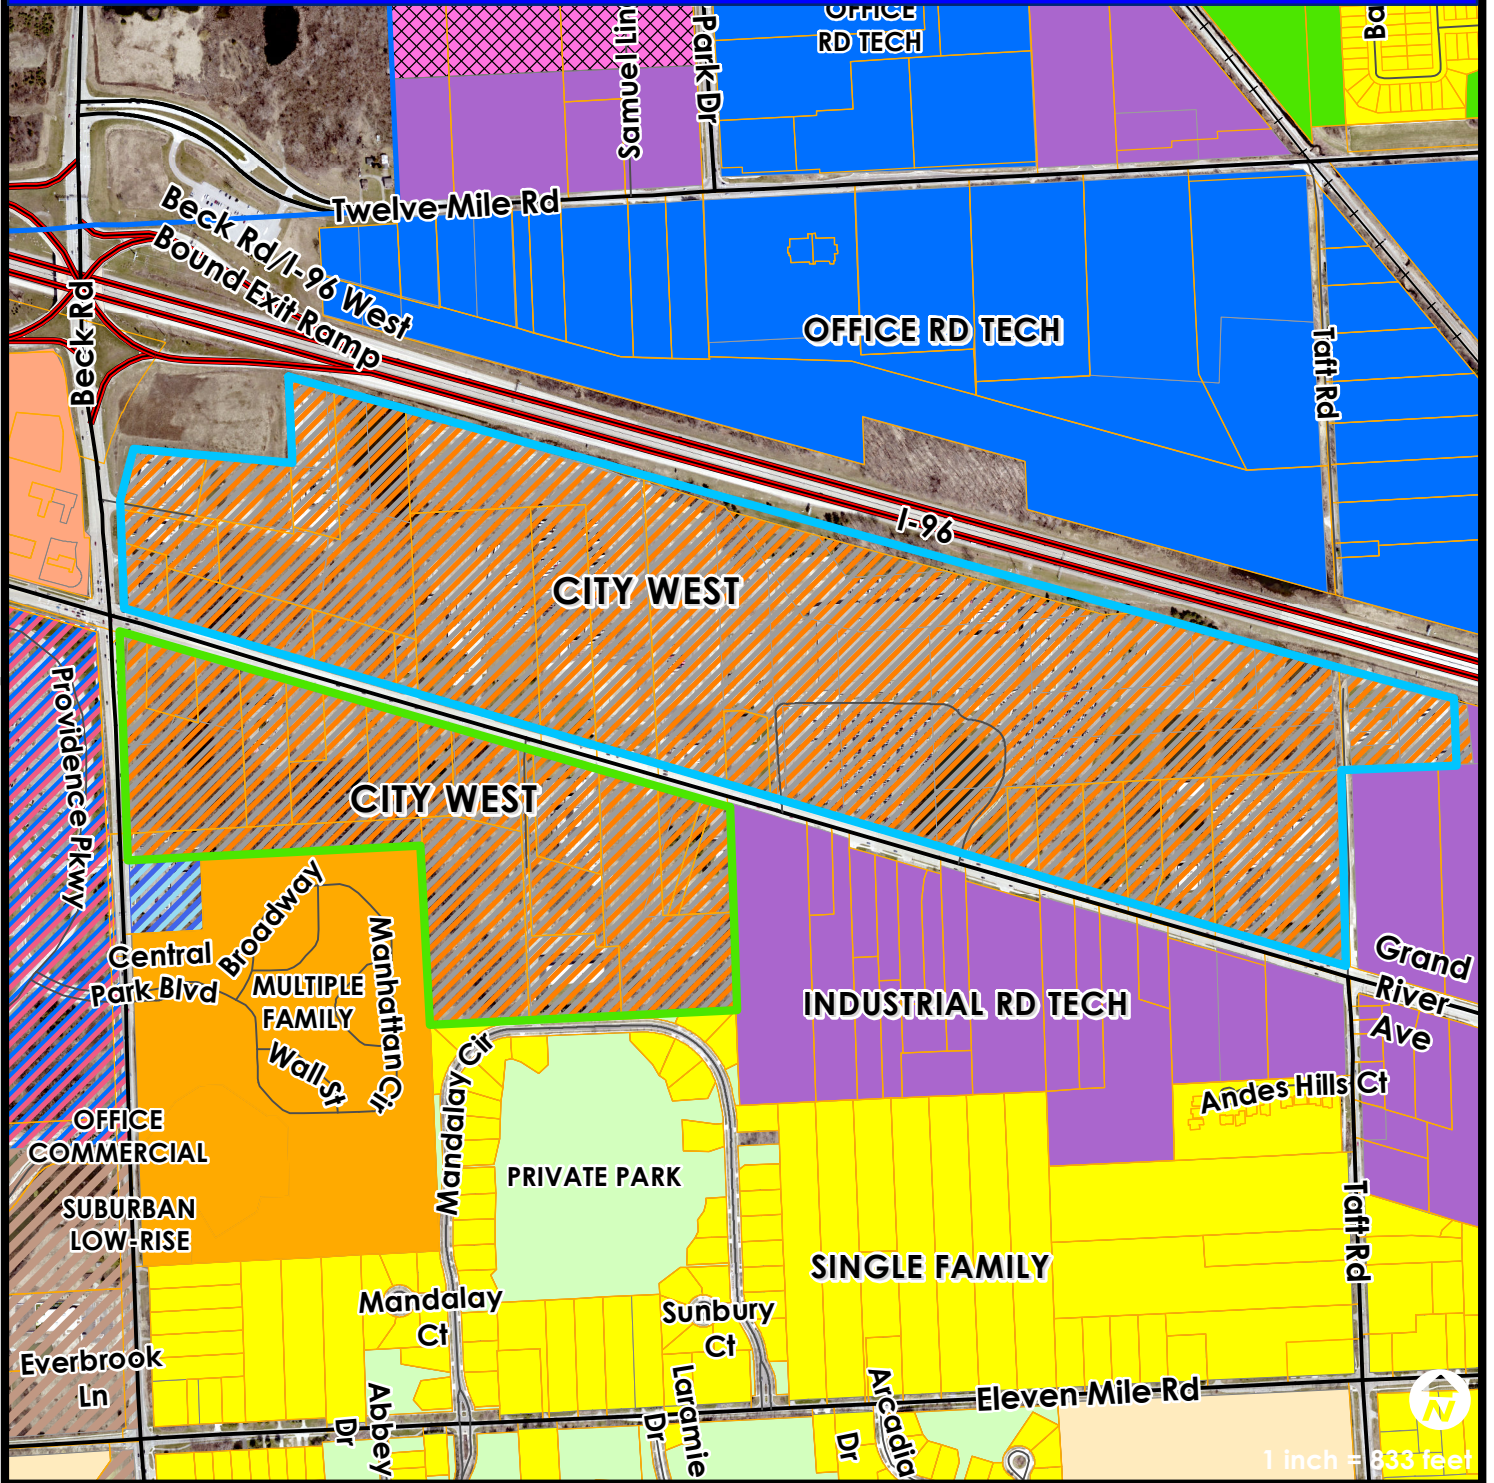 OFFICE
RD TECH
Ba
Samuel Lin
Park Dr
Twelve Mile Rd
Beck Rd/I-96 West
Bound Exit Ramp
Beck Rd
OFFICE RD TECH
Taft Rd
I-96
CITY WEST
CITY WEST
Providence Pkwy
Broadway
Central
Park Blvd
MULTIPLE
FAMILY
Manhattan Cir
Wall St
INDUSTRIAL RD TECH
Grand
River
Ave
Andes Hills Ct
Mandalay Cir
OFFICE
COMMERCIAL
PRIVATE PARK
SUBURBAN
LOW-RISE
SINGLE FAMILY
Taft Rd
Mandalay
Ct
Sunbury
Ct
Everbrook
Ln
Abbey
Dr
Laramie
Dr
Arcadia
Dr
Eleven Mile Rd
N
1 inch = 833 feet